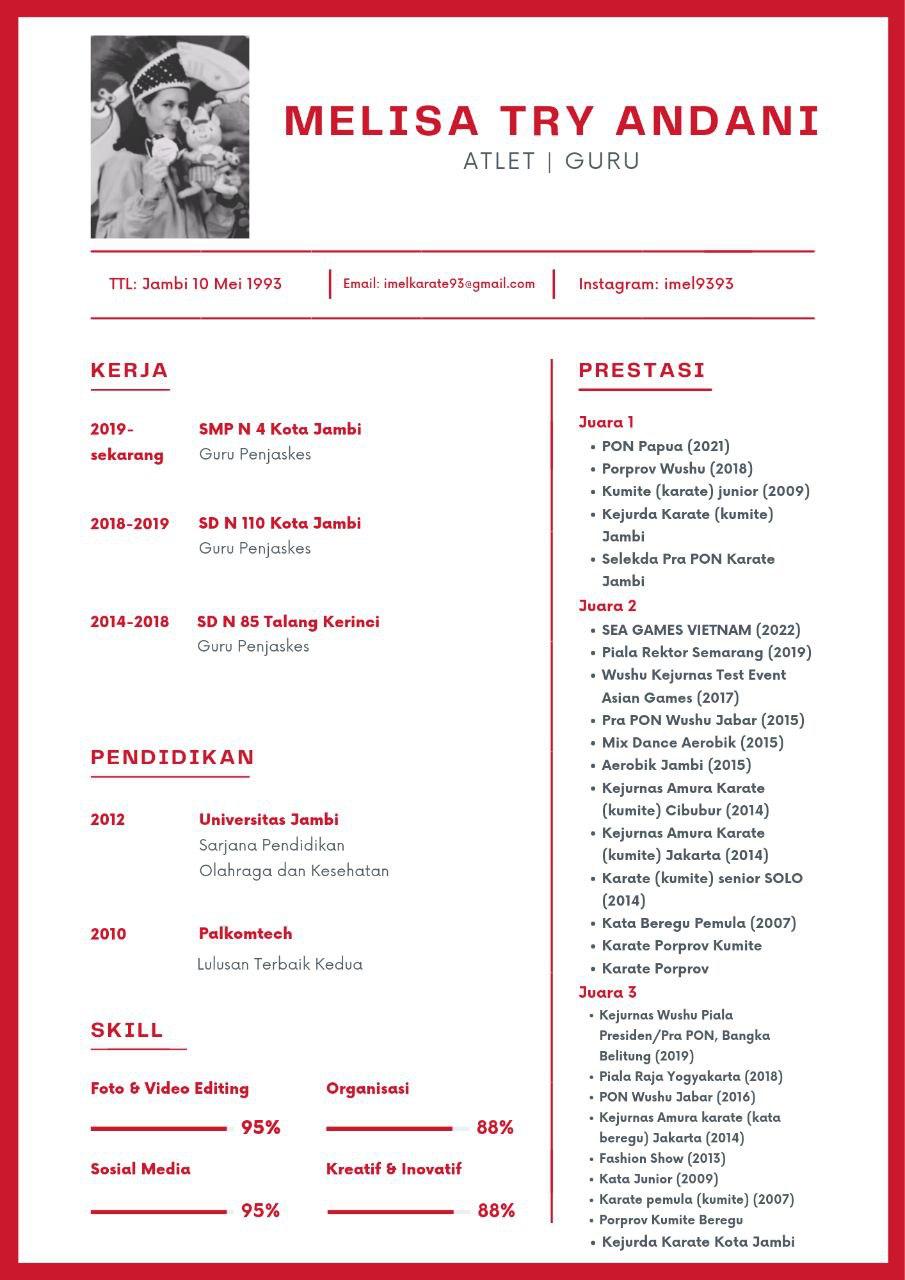 MELISA TRY ANDANI
ATLET | GURU
TTL: Jambi 10 Mei 1993
Email: imelkarate93@gmail.com
Instagram: imel9393
KERJA
2019-
sekarang
SMP N 4 Kota Jambi
Guru Penjaskes
2018-2019
SD N 110 Kota Jambi
Guru Penjaskes
2014-2018
SD N 85 Talang Kerinci
Guru Penjaskes
PENDIDIKAN
2012
Universitas Jambi
Sarjana Pendidikan
Olahraga dan Kesehatan
2010
Palkomtech
Lulusan Terbaik Kedua
SKILL
Foto & Video Editing
95%
Organisasi
88%
Sosial Media
95%
Kreatif & Inovatif
88%
PRESTASI
Juara 1
• PON Papua (2021)
• Porprov Wushu (2018)
• Kumite (karate) junior (2009)
• Kejurda Karate (kumite)
Jambi
• Selekda Pra PON Karate
Jambi
Juara 2
• SEA GAMES VIETNAM (2022)
• Piala Rektor Semarang (2019)
• Wushu Kejurnas Test Event
Asian Games (2017)
• Pra PON Wushu Jabar (2015)
• Mix Dance Aerobik (2015)
• Aerobik Jambi (2015)
• Kejurnas Amura Karate
(kumite) Cibubur (2014)
• Kejurnas Amura Karate
(kumite) Jakarta (2014)
• Karate (kumite) senior SOLO
(2014)
• Kata Beregu Pemula (2007)
• Karate Porprov Kumite
• Karate Porprov
Juara 3
• Kejurnas Wushu Piala
Presiden/Pra PON, Bangka
Belitung (2019)
• Piala Raja Yogyakarta (2018)
• PON Wushu Jabar (2016)
• Kejurnas Amura karate (kata
beregu) Jakarta (2014)
• Fashion Show (2013)
• Kata Junior (2009)
• Karate pemula (kumite) (2007)
• Porprov Kumite Beregu
• Kejurda Karate Kota Jambi